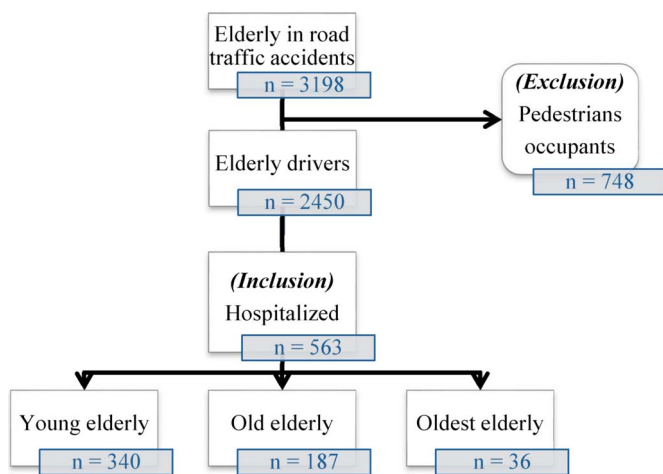 Elderly in road
traffic accidents
n = 3198
(Exclusion)
Pedestrians
occupants
n = 748
Elderly drivers
n = 2450
(Inclusion)
Hospitalized
n = 563
Young elderly
n = 340
Old elderly
n = 187
Oldest elderly
n = 36